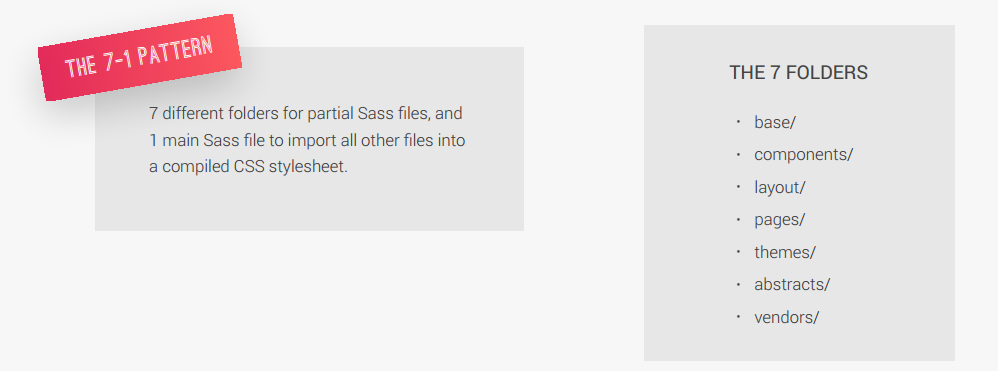 THE 7-1 PATTERN
7 different folders for partial Sass files, and
1 main Sass file to import all other files into
a compiled CSS stylesheet.
THE 7 FOLDERS
· base/
· components/
· layout/
· pages/
· themes/
· abstracts/
· vendors/